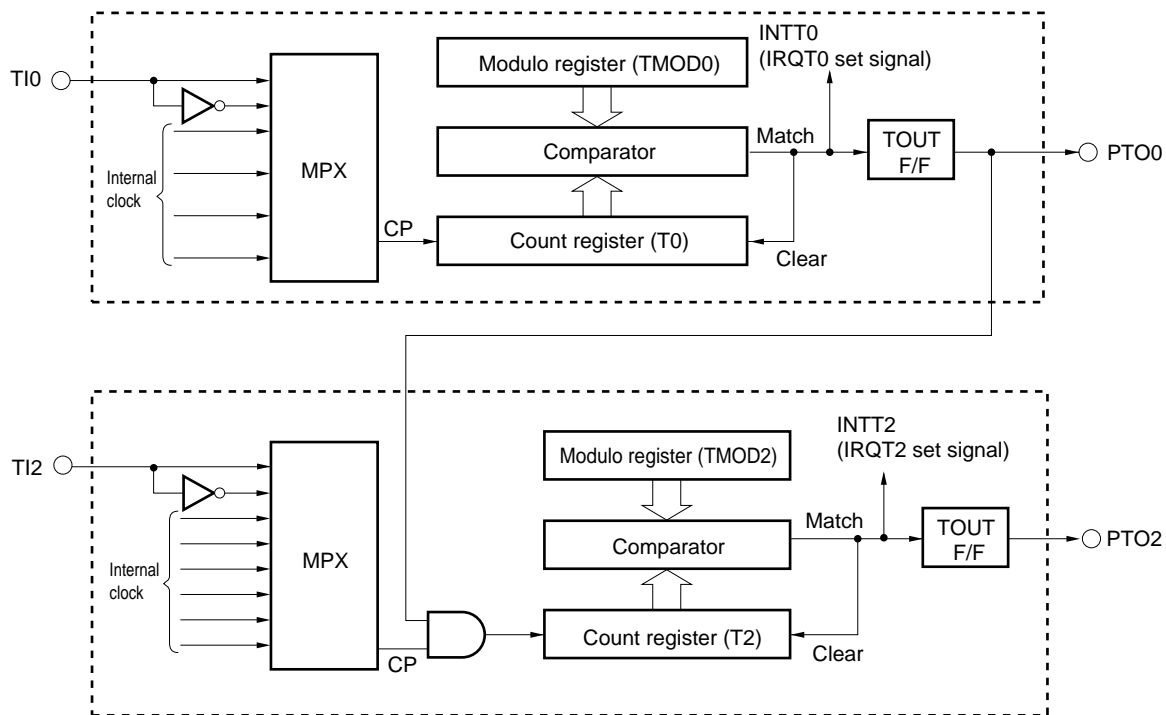 INTT0
(IRQT0 set signal)
TI0
Modulo register (TMOD0)
Match
TOUT
F/F
PTO0
Comparator
MPX
Internal
clock
CP
Count register (T0)
Clear
INTT2
(IRQT2 set signal)
TI2
Modulo register (TMOD2)
Match
TOUT
F/F
PTO2
Comparator
MPX
Internal
clock
CP
Count register (T2)
Clear